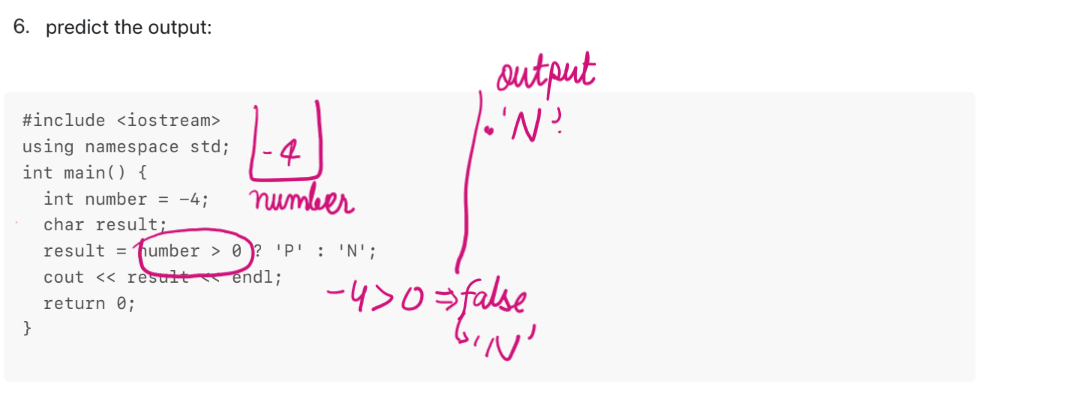 6. predict the output:
output
'N'
#include <iostream>
using namespace std;
-4
int main() {
int number = -4;
number
char result;
result = number > 0 ? 'P' : 'N';
cout << result << endl;
-4>0 ⇒ false
return 0;
↳ 'N'
}